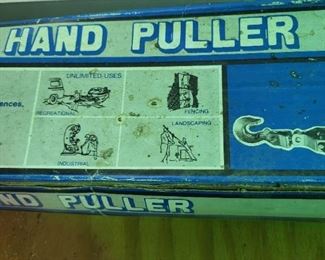 HAND PULLER
UNLIMITED USES
ences,
RECREATIONAL
FENCING
INDUSTRIAL
LANDSCAPING
HAND PULLER